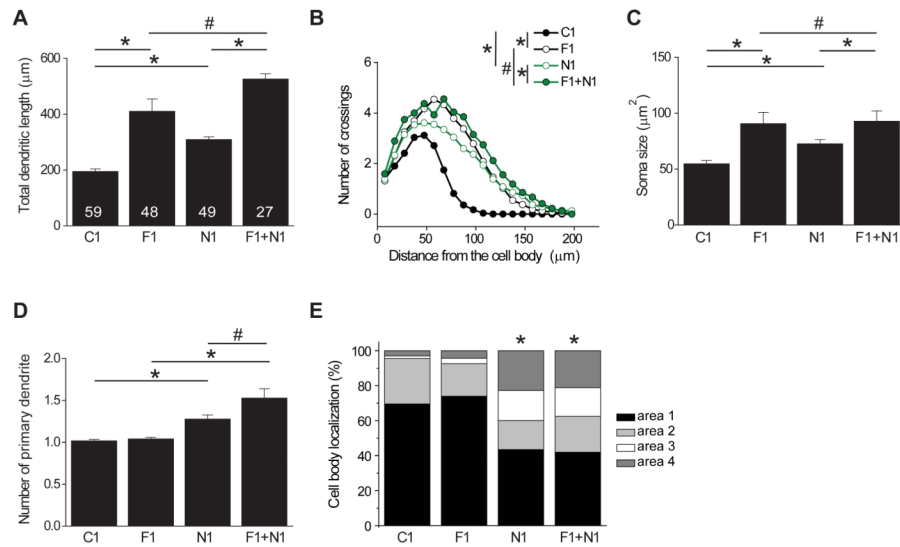 A
Total dendritic length (μm)
600
400
200
0
#
*
*
*
59
48
49
27
C1
F1
N1
F1+N1
B
Number of crossings
6
4
2
0
0
50
100
150
200
Distance from the cell body (μm)
*
#
*
*
C1
F1
N1
F1+N1
C
Soma size (μm²)
150
100
50
0
#
*
*
*
C1
F1
N1
F1+N1
D
Number of primary dendrite
2.0
1.5
1.0
0.5
0.0
#
*
*
C1
F1
N1
F1+N1
E
Cell body localization (%)
100
80
60
40
20
0
*
*
C1
F1
N1
F1+N1
area 1
area 2
area 3
area 4